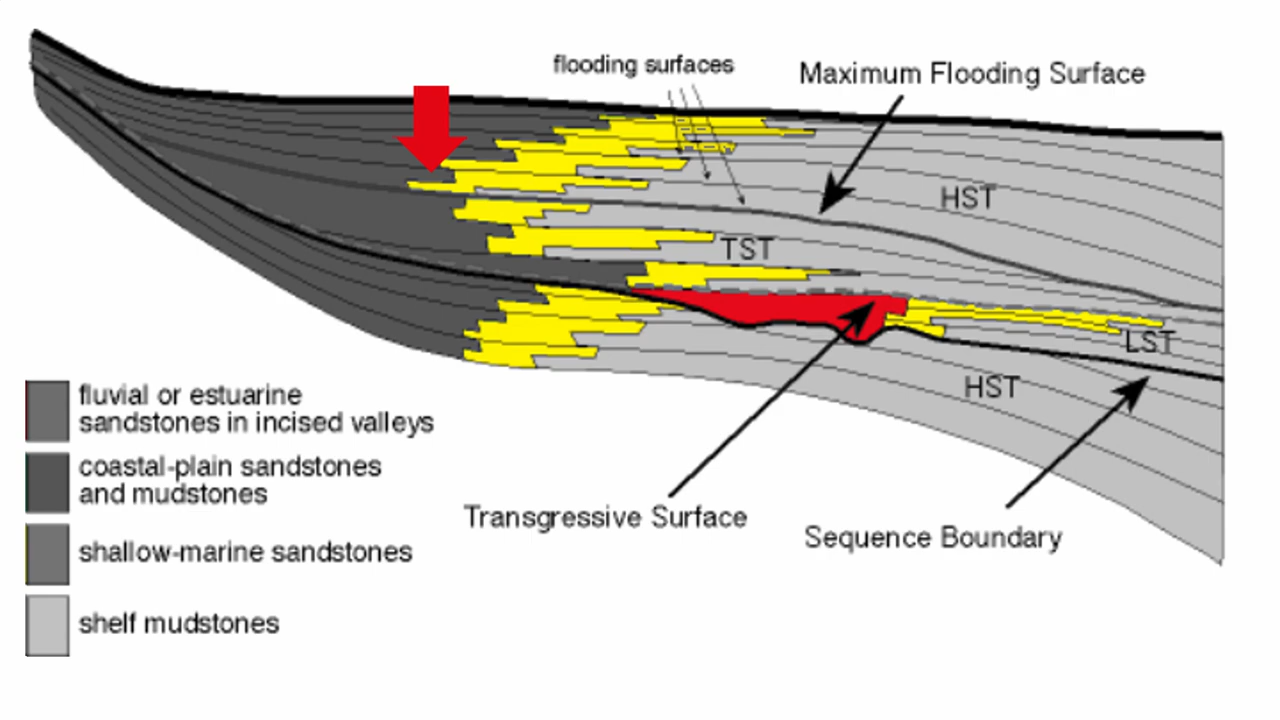 flooding surfaces
Maximum Flooding Surface
HST
TST
LST
HST
fluvial or estuarine
sandstones in incised valleys
coastal-plain sandstones
and mudstones
shallow-marine sandstones
shelf mudstones
Transgressive Surface
Sequence Boundary